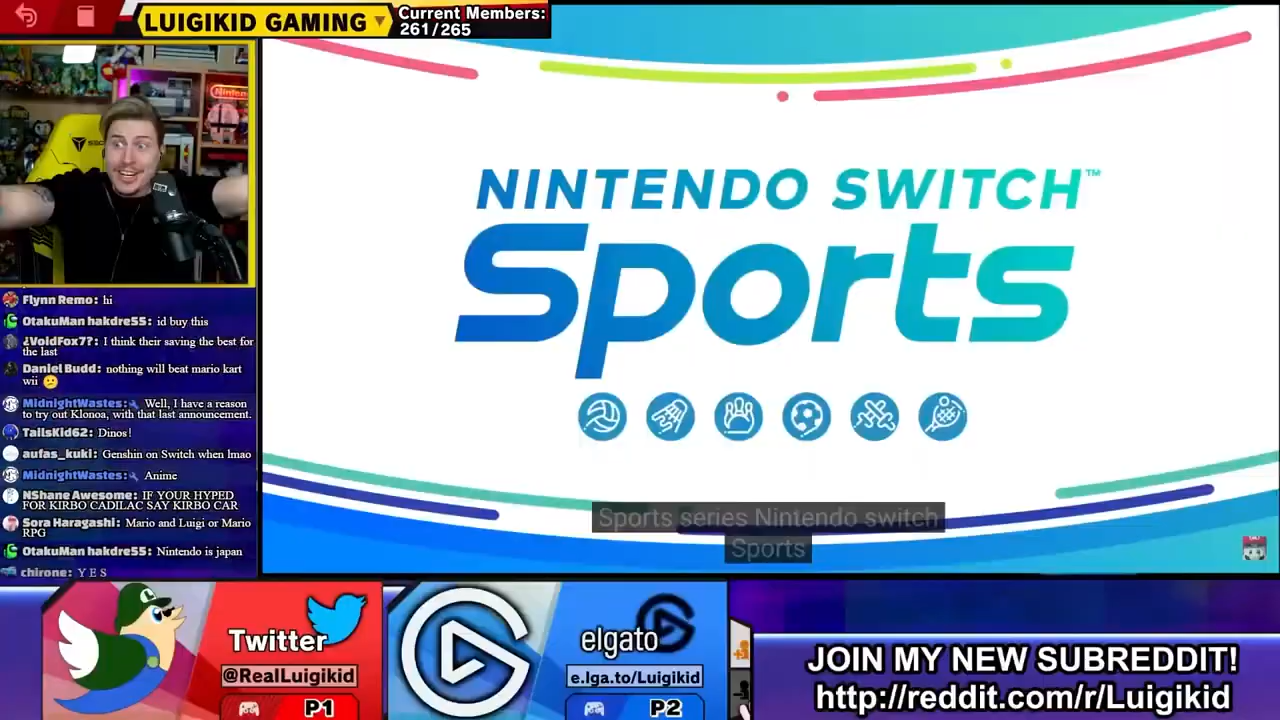 LUIGIKID GAMING
Current Members:
261/265
Flynn Remo: hi
OtakuMan hakdre55: id buy this
¿VoidFox7?: I think their saving the best for
the last
Daniel Budd: nothing will beat mario kart
wii 😕
MidnightWastes: Well, I have a reason
to try out Klonoa, with that last announcement.
TailsKid62: Dinos!
aufas_kuki: Genshin on Switch when lmao
MidnightWastes: Anime
NShane Awesome: IF YOUR HYPED
FOR KIRBO CADILAC SAY KIRBO CAR
Sora Haragashi: Mario and Luigi or Mario
RPG
OtakuMan hakdre55: Nintendo is japan
chirone: Y E S
NINTENDO SWITCH™
Sports
Sports series Nintendo switch
Sports
Twitter
@RealLuigikid
P1
elgato
e.lga.to/Luigikid
P2
JOIN MY NEW SUBREDDIT!
http://reddit.com/r/Luigikid